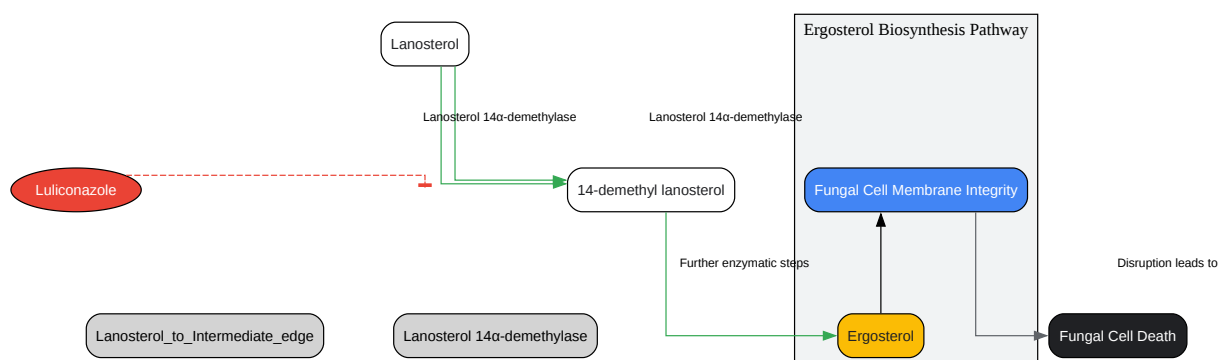 Ergosterol Biosynthesis Pathway
Lanosterol
Lanosterol 14α-demethylase
Lanosterol 14α-demethylase
Luliconazole
14-demethyl lanosterol
Fungal Cell Membrane Integrity
Further enzymatic steps
Disruption leads to
Lanosterol_to_Intermediate_edge
Lanosterol 14α-demethylase
Ergosterol
Fungal Cell Death